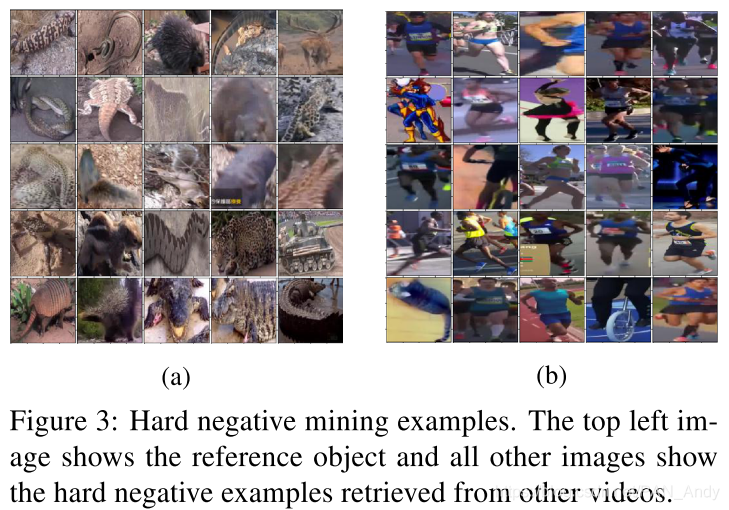 (a)
(b)
Figure 3: Hard negative mining examples. The top left im-
age shows the reference object and all other images show
the hard negative examples retrieved from other videos.